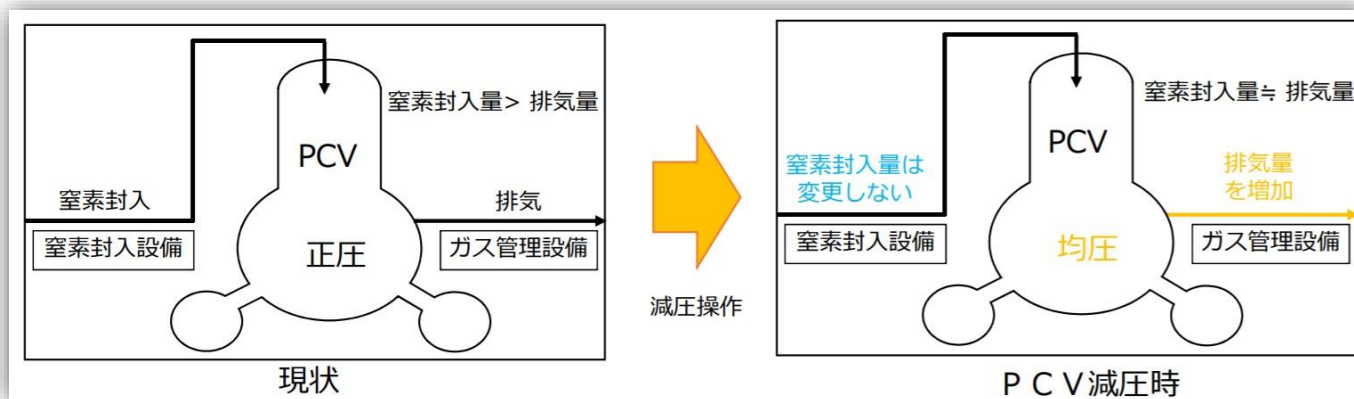 窒素封入量> 排気量
PCV
窒素封入
排気
窒素封入設備
正圧
ガス管理設備
現状
減圧操作
窒素封入量≒ 排気量
PCV
窒素封入量は
変更しない
排気量
を増加
窒素封入設備
均圧
ガス管理設備
ＰＣＶ減圧時